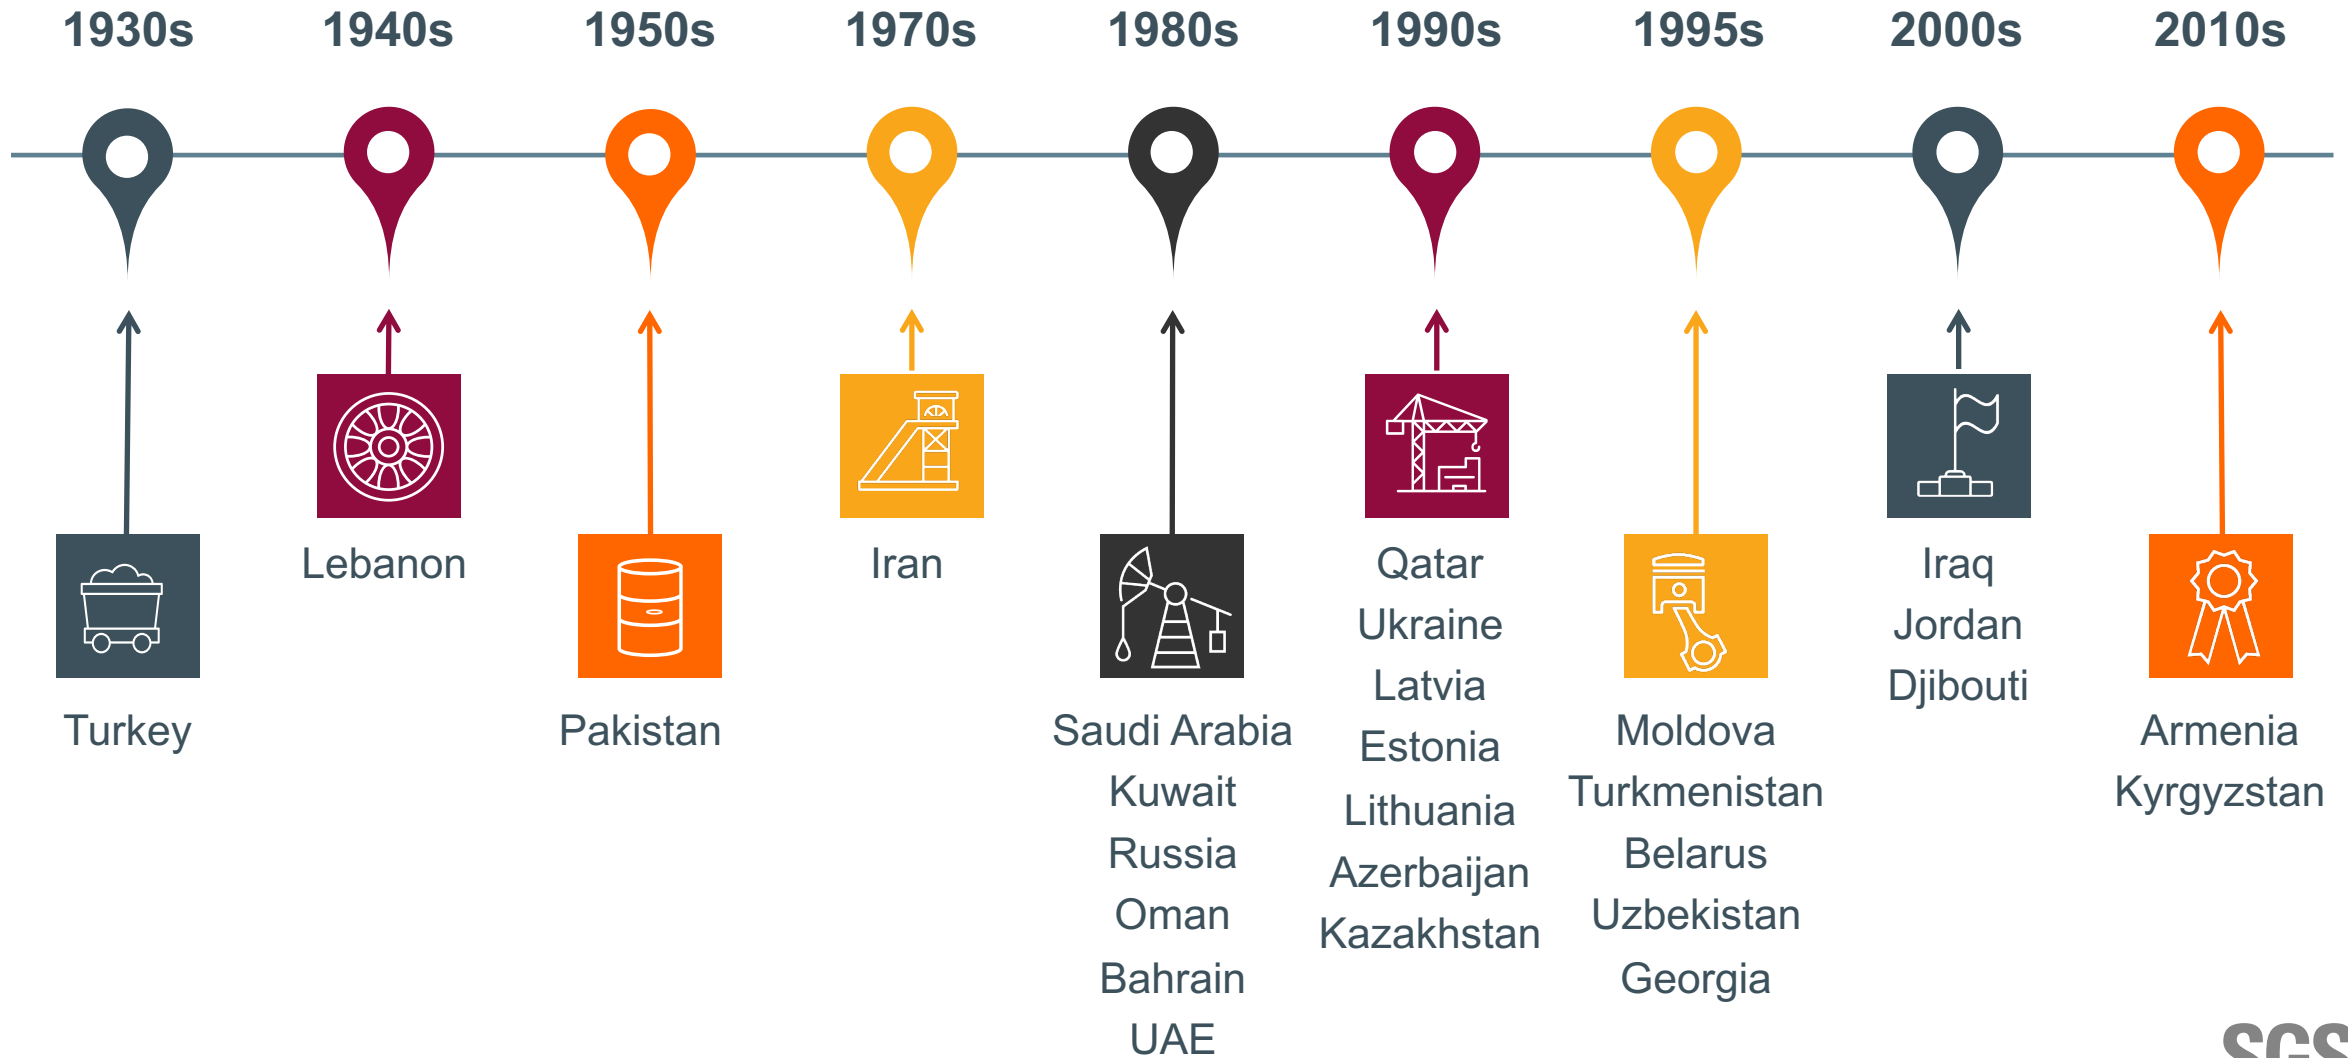 1930s 1940s 1950s 1970s 1980s 1990s 1995s 2000s 2010s
Turkey
Lebanon
Pakistan
Iran
Saudi Arabia
Kuwait
Russia
Oman
Bahrain
UAE
Qatar
Ukraine
Latvia
Estonia
Lithuania
Azerbaijan
Kazakhstan
Moldova
Turkmenistan
Belarus
Uzbekistan
Georgia
Iraq
Jordan
Djibouti
Armenia
Kyrgyzstan
SGS